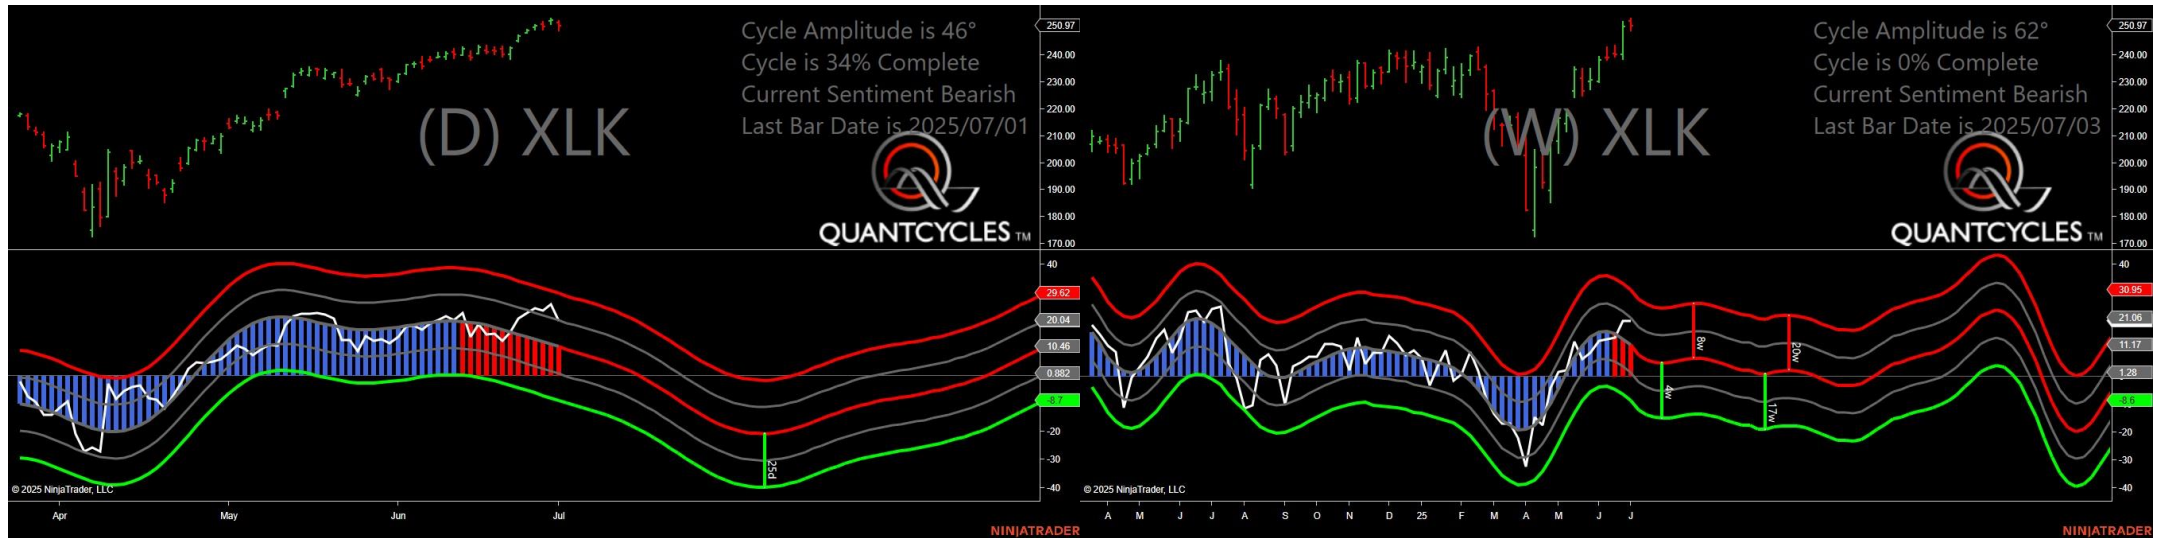 Cycle Amplitude is 46°
Cycle is 34% Complete
Current Sentiment Bearish
Last Bar Date is 2025/07/01
(D) XLK
QUANTCYCLES TM
250.97
240.00
230.00
220.00
210.00
200.00
190.00
180.00
170.00
40
29.62
20.04
10.46
0.882
-8.7
-20
-30
-40
25d
© 2025 NinjaTrader, LLC
Apr May Jun Jul
NINJATRADER
Cycle Amplitude is 62°
Cycle is 0% Complete
Current Sentiment Bearish
Last Bar Date is 2025/07/03
(W) XLK
QUANTCYCLES TM
250.97
240.00
230.00
220.00
210.00
200.00
190.00
180.00
170.00
40
30.95
21.06
11.17
1.28
-8.6
-20
-30
-40
8w
20w
4w
17w
© 2025 NinjaTrader, LLC
A M J J A S O N D 25 F M A M J J
NINJATRADER